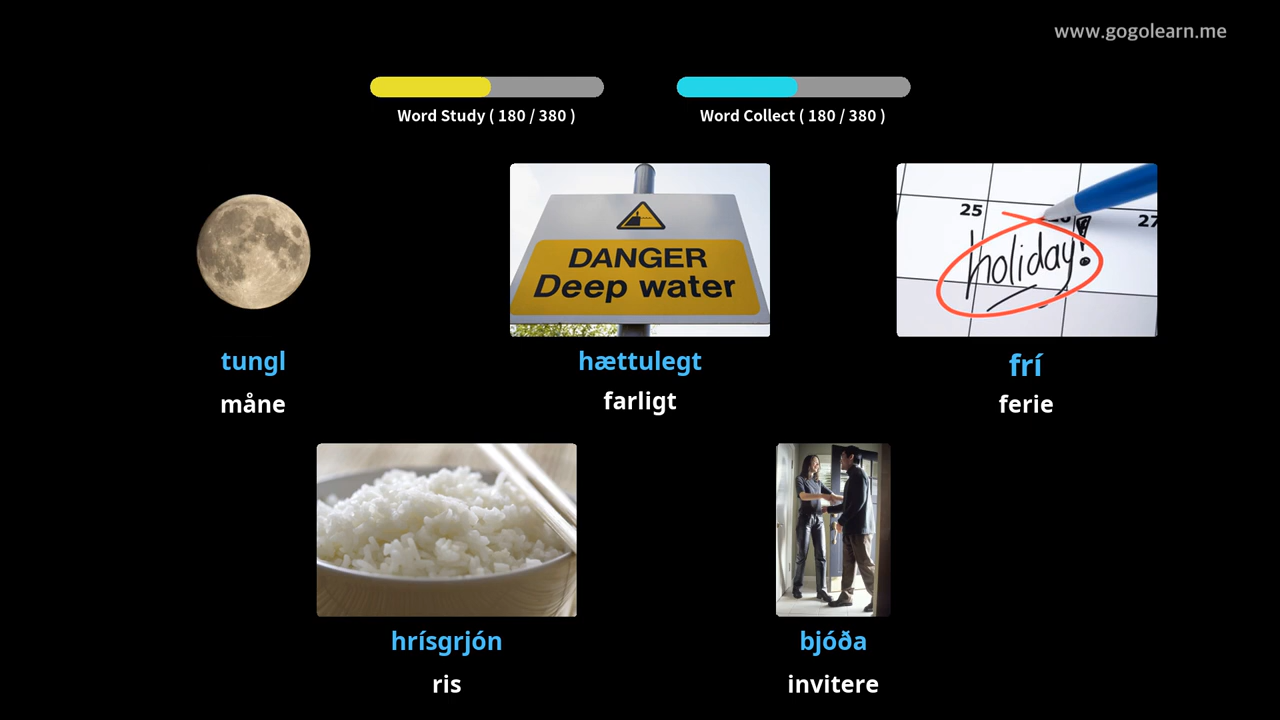 www.gogolearn.me
Word Study ( 180 / 380 )
Word Collect ( 180 / 380 )
DANGER
Deep water
25
27
holiday!
tungl
hættulegt
frí
måne
farligt
ferie
hrísgrjón
bjóða
ris
invitere